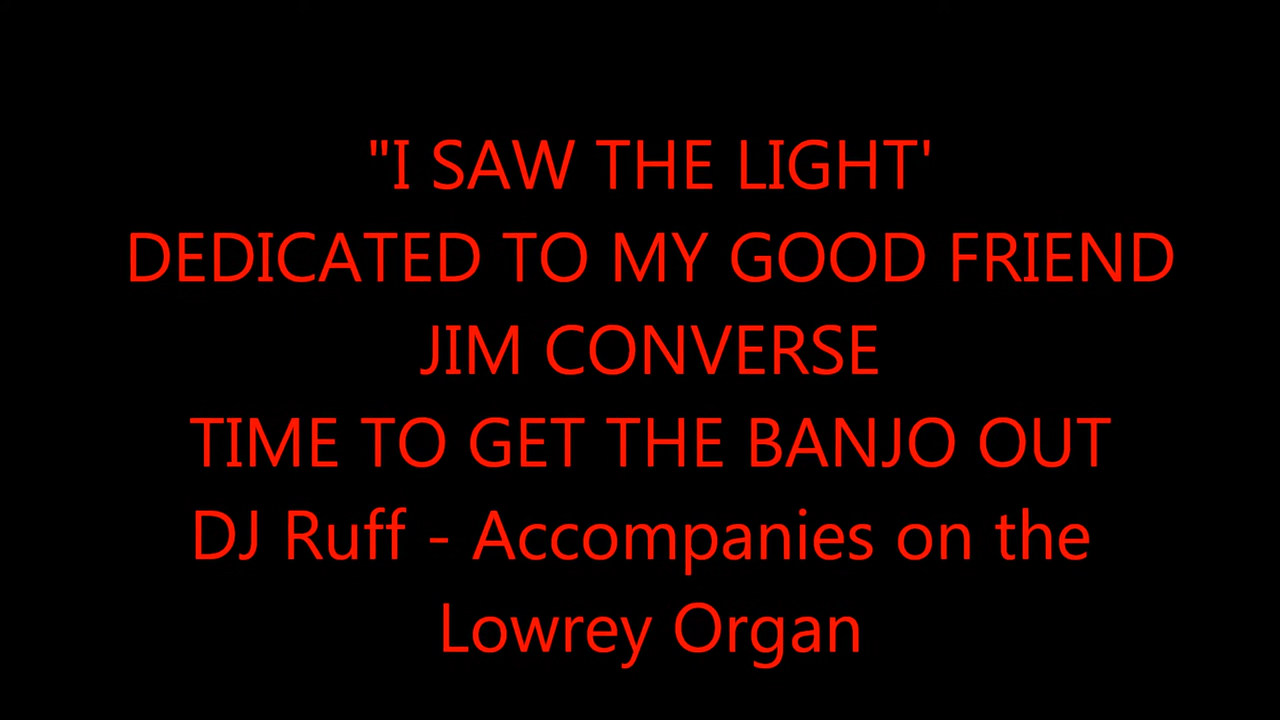 "I SAW THE LIGHT'
DEDICATED TO MY GOOD FRIEND
JIM CONVERSE
TIME TO GET THE BANJO OUT
DJ Ruff - Accompanies on the
Lowrey Organ